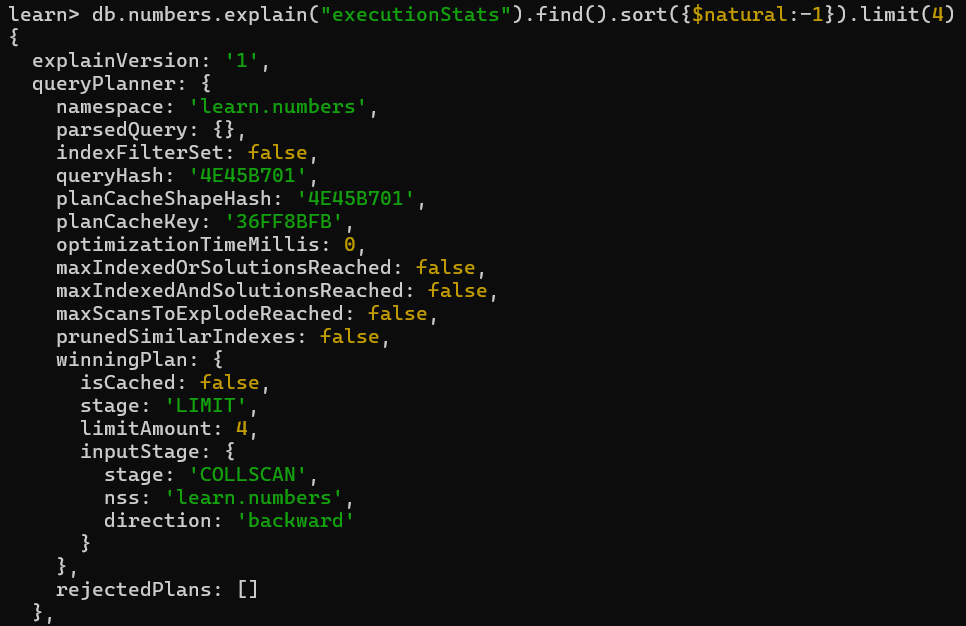 learn> db.numbers.explain("executionStats").find().sort({$natural:-1}).limit(4)
{
  explainVersion: '1',
  queryPlanner: {
    namespace: 'learn.numbers',
    parsedQuery: {},
    indexFilterSet: false,
    queryHash: '4E45B701',
    planCacheShapeHash: '4E45B701',
    planCacheKey: '36FF8BFB',
    optimizationTimeMillis: 0,
    maxIndexedOrSolutionsReached: false,
    maxIndexedAndSolutionsReached: false,
    maxScansToExplodeReached: false,
    prunedSimilarIndexes: false,
    winningPlan: {
      isCached: false,
      stage: 'LIMIT',
      limitAmount: 4,
      inputStage: {
        stage: 'COLLSCAN',
        nss: 'learn.numbers',
        direction: 'backward'
      }
    },
    rejectedPlans: []
  },